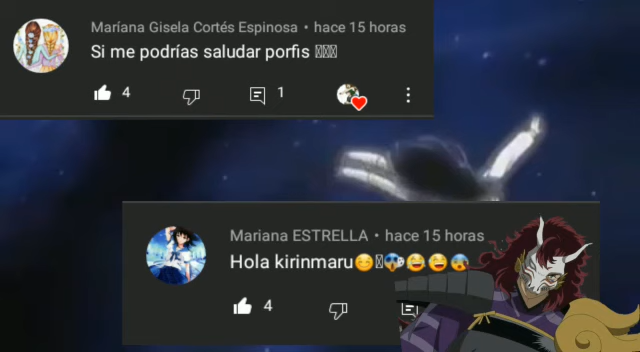 Maríana Gisela Cortés Espinosa • hace 15 horas
Si me podrías saludar porfis
4
1
Mariana ESTRELLA • hace 15 horas
Hola kirinmaru😊😱😂😂😱
4